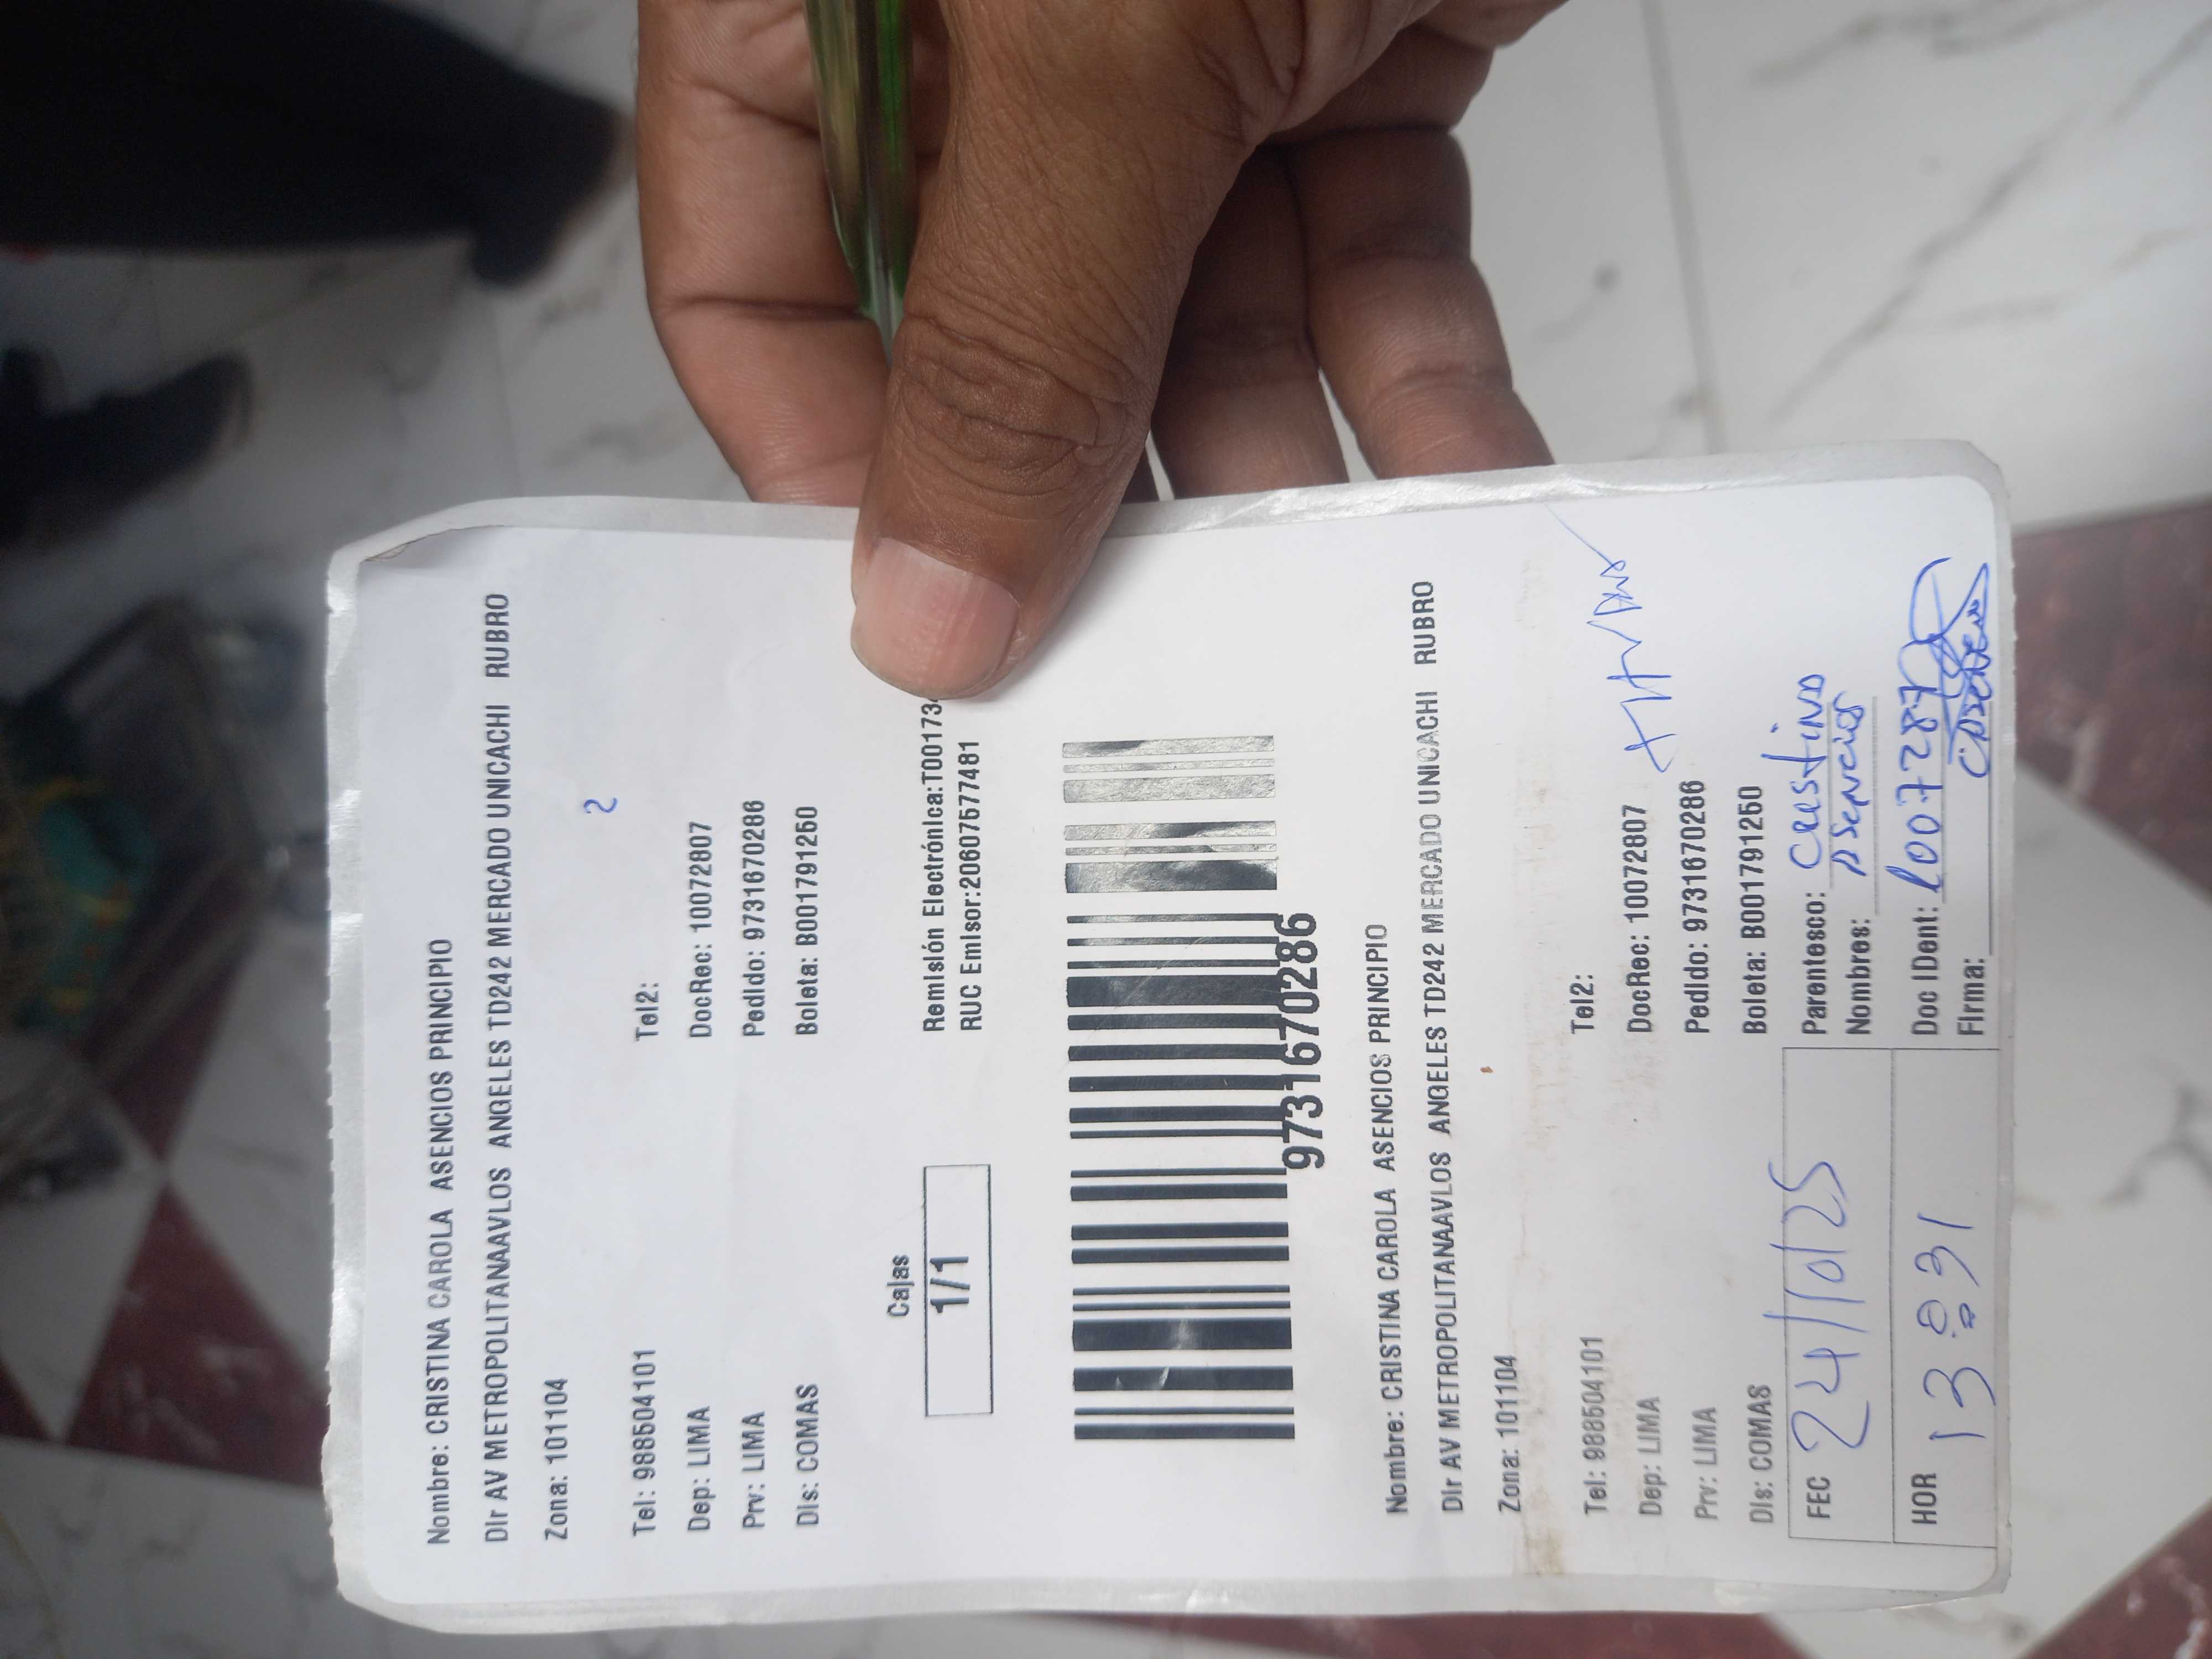 Nombre: CRISTINA CAROLA ASENCIOS PRINCIPIO
Dir AV METROPOLITANAAVLOS ANGELES TD242 MERCADO UNICACHI RUBRO
Zona: 101104
2
Tel: 988504101 Tel2:
Dep: LIMA DocRec: 10072807
Prv: LIMA Pedido: 9731670286
Dis: COMAS Boleta: B001791250
Cajas
1/1
Remisión Electrónica:T00173
RUC Emisor:20607577481
9731670286
Nombre: CRISTINA CAROLA ASENCIOS PRINCIPIO
Dir AV METROPOLITANAAVLOS ANGELES TD242 MERCADO UNICACHI RUBRO
Zona: 101104
Tel: 988504101 Tel2:
Dep: LIMA DocRec: 10072807
Prv: LIMA Pedido: 9731670286
Dis: COMAS Boleta: B001791250
FEC 24/10/25 Parentesco:
Nombres:
HOR 13:31 Doc IDent:
Firma: